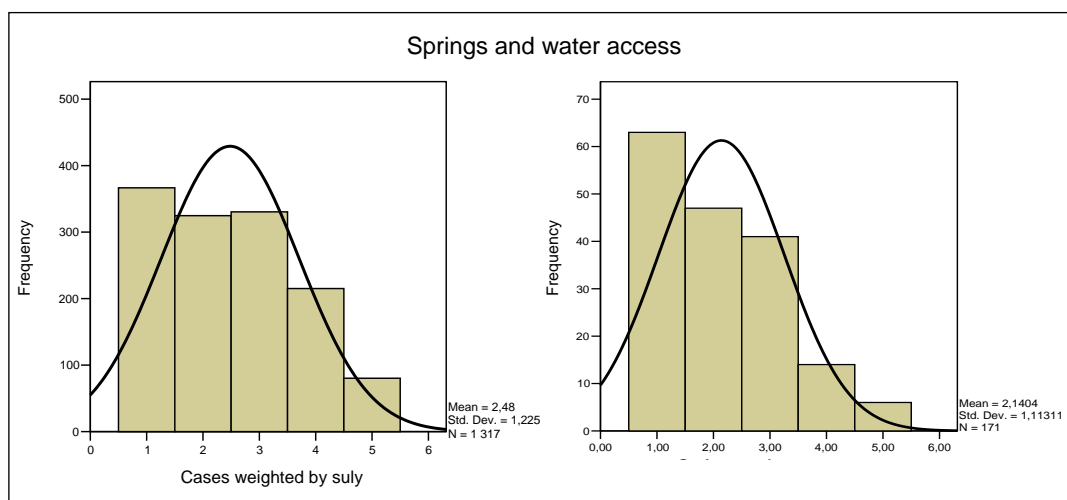 Springs and water access
500
400
300
200
100
0
Frequency
0 1 2 3 4 5 6
Cases weighted by suly
Mean = 2,48
Std. Dev. = 1,225
N = 1 317
70
60
50
40
30
20
10
0
Frequency
0,00 1,00 2,00 3,00 4,00 5,00 6,00
Mean = 2,1404
Std. Dev. = 1,11311
N = 171